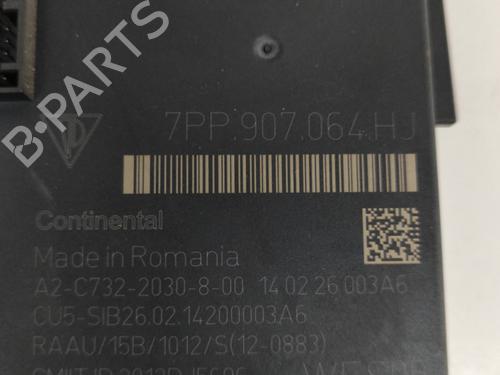 B-PARTS
7PP.907.064.HJ
Continental
Made in Romania
A2-C732-2030-8-00 14 02 26 003A6
CU5-SIB26.02.14200003A6
RAAU/15B/1012/S(12-0883)